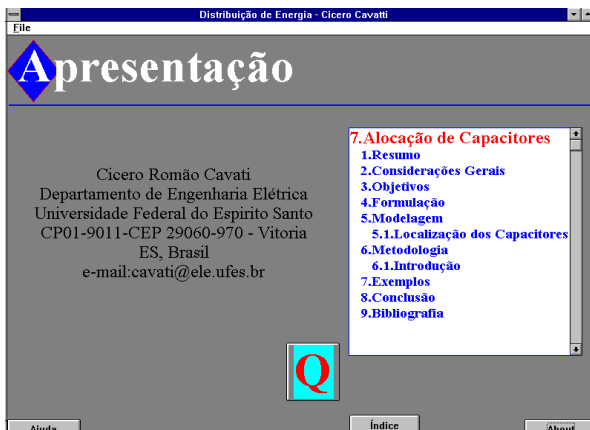 Distribuição de Energia - Cicero Cavatti
File
Apresentação
Cicero Romão Cavati
Departamento de Engenharia Elétrica
Universidade Federal do Espirito Santo
CP01-9011-CEP 29060-970 - Vitoria
ES, Brasil
e-mail:cavati@ele.ufes.br
7.Alocação de Capacitores
1.Resumo
2.Considerações Gerais
3.Objetivos
4.Formulação
5.Modelagem
5.1.Localização dos Capacitores
6.Metodologia
6.1.Introdução
7.Exemplos
8.Conclusão
9.Bibliografia
Q
Ajuda
Índice
About